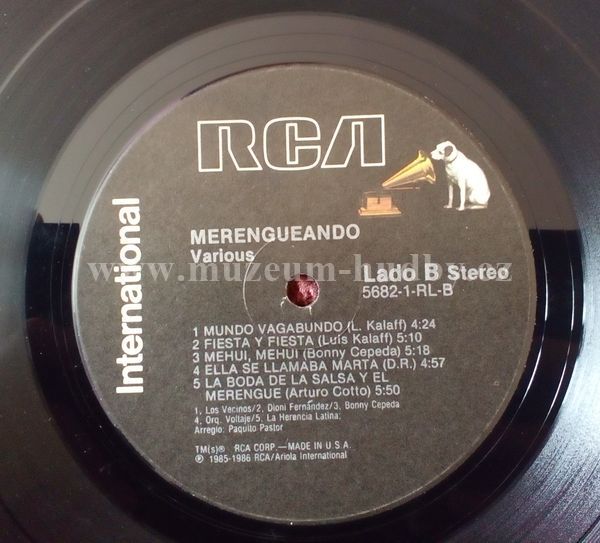 RCA
International
MERENGUEANDO
Various
Lado B Stereo
5682-1-RL-B
www.muzeum-hudby.cz
1 MUNDO VAGABUNDO (L. Kalaff) 4:24
2 FIESTA Y FIESTA (Luis Kalaff) 5:10
3 MEHUI, MEHUI (Bonny Cepeda) 5:18
4 ELLA SE LLAMABA MARTA (D.R.) 4:57
5 LA BODA DE LA SALSA Y EL
MERENGUE (Arturo Cotto) 5:50
1, Los Vecinos/2, Dioni Fernández/3, Bonny Cepeda
4, Orq. Voltaje/5, La Herencia Latina;
Arreglo: Paquito Pastor
TM(s)® RCA CORP.—MADE IN U.S.A.
℗ 1985-1986 RCA/Ariola International